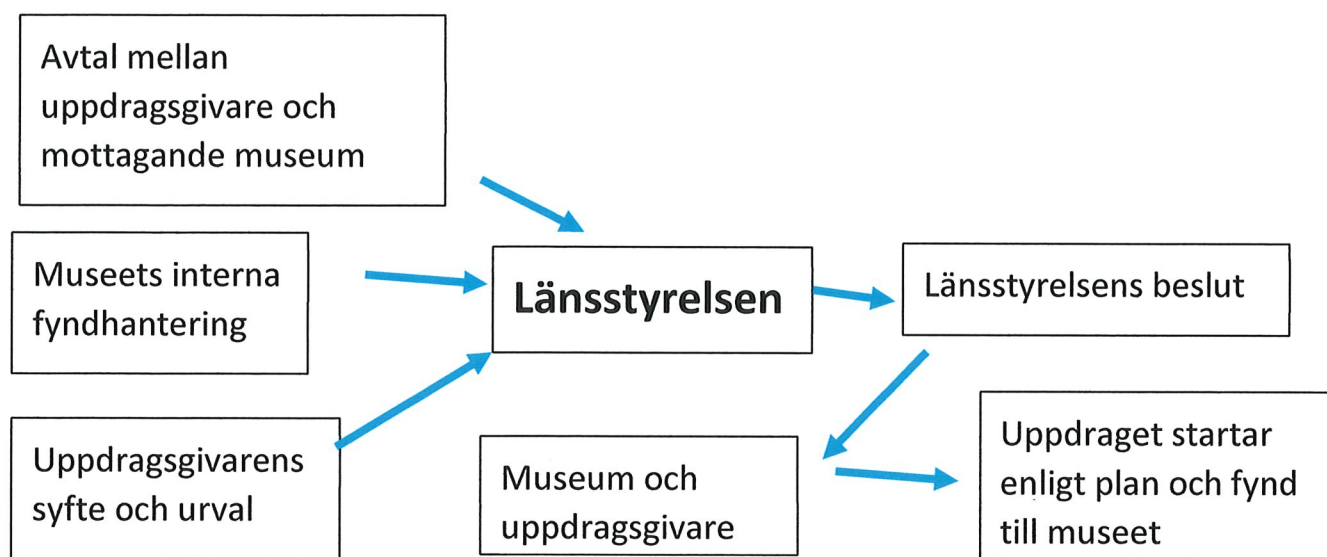 Avtal mellan
uppdragsgivare och
mottagande museum
Museets interna
fyndhantering
Länsstyrelsen
Länsstyrelsens beslut
Uppdragsgivarens
syfte och urval
Museum och
uppdragsgivare
Uppdraget startar
enligt plan och fynd
till museet